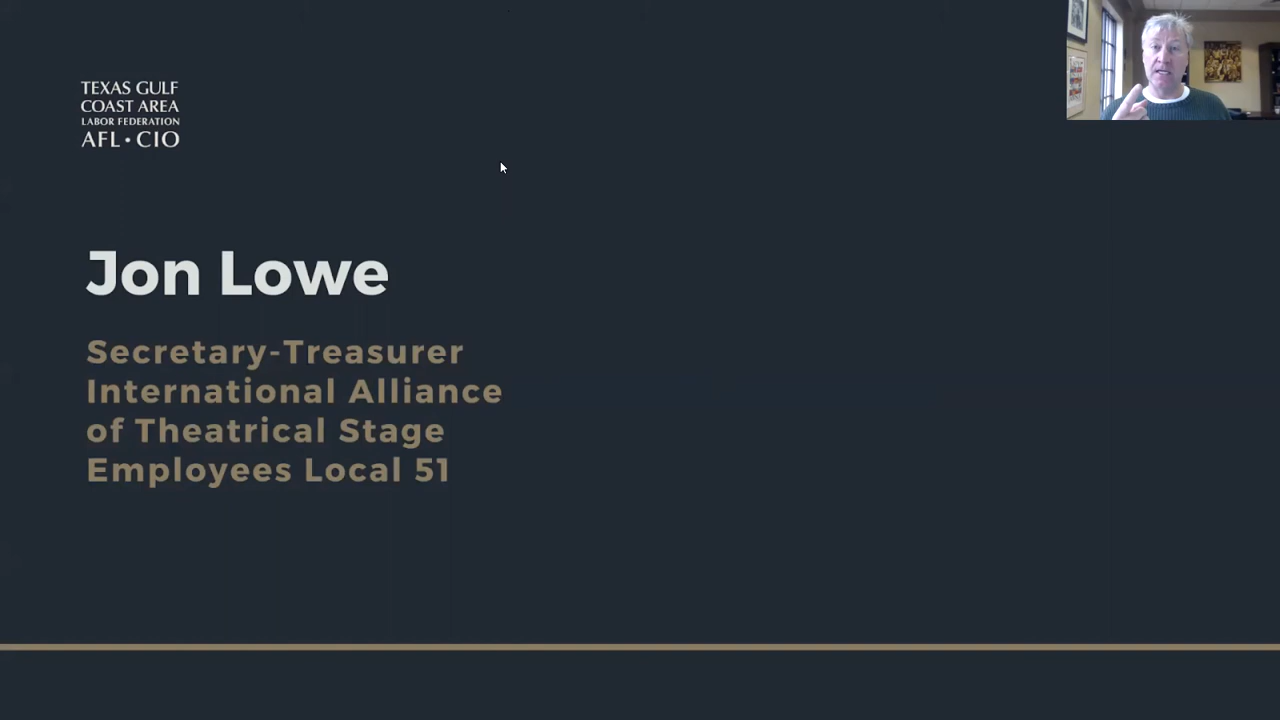 TEXAS GULF
COAST AREA
LABOR FEDERATION
AFL • CIO
Jon Lowe
Secretary-Treasurer
International Alliance
of Theatrical Stage
Employees Local 51